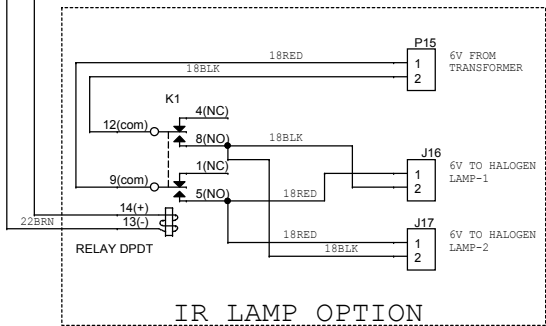 P15
18RED
1
6V FROM
18BLK
2
TRANSFORMER
K1
4(NC)
12(com)
8(NO)
18BLK
J16
1(NC)
1
6V TO HALOGEN
9(com)
5(NO)
18RED
2
LAMP-1
14(+)
J17
22BRN
13(-)
18RED
1
6V TO HALOGEN
RELAY DPDT
18BLK
2
LAMP-2
IR LAMP OPTION